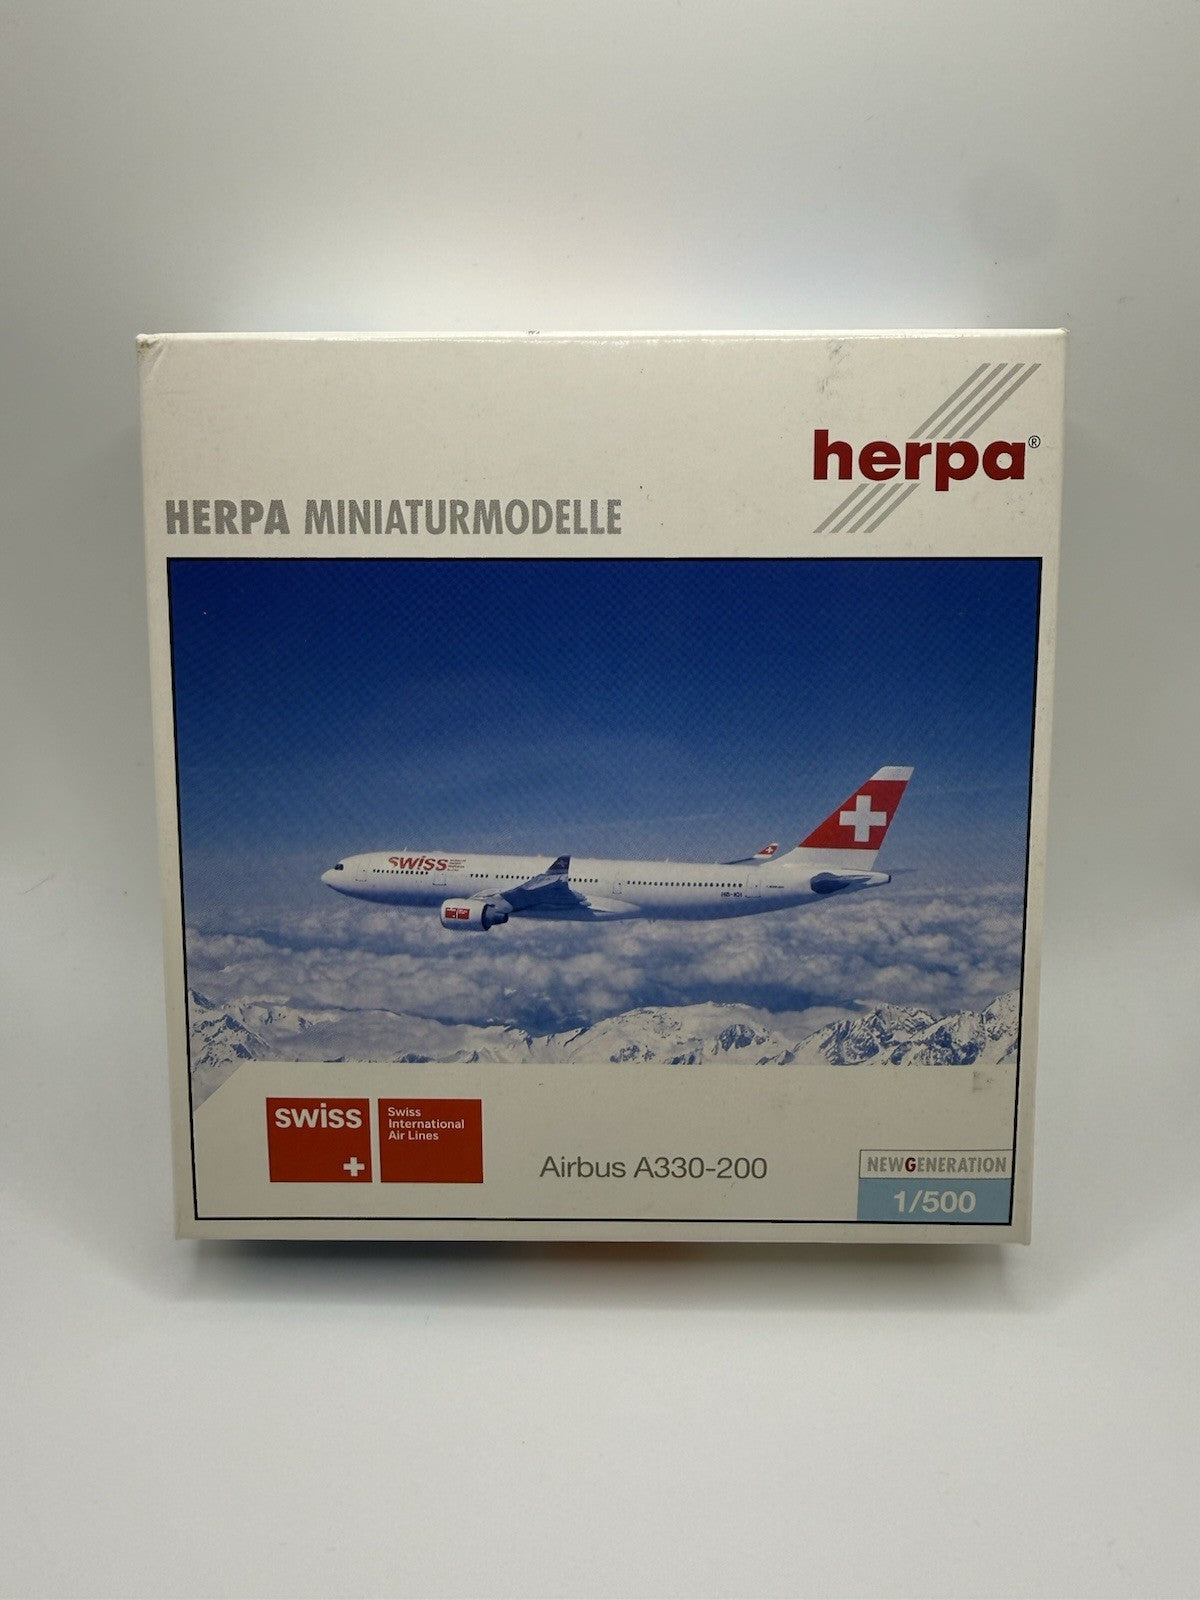 herpa®
HERPA MINIATURMODELLE
swiss
swiss
Swiss
International
Air Lines
Airbus A330-200
NEWGENERATION
1/500